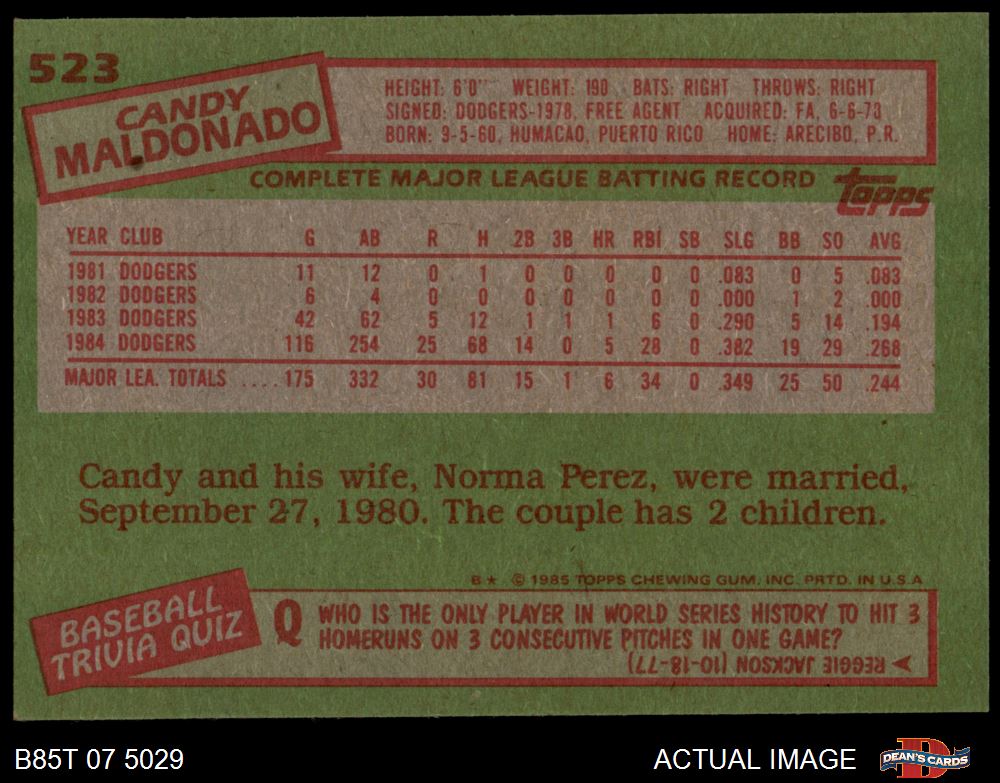 523
CANDY
MALDONADO
HEIGHT: 6'0" WEIGHT: 190 BATS: RIGHT THROWS: RIGHT
SIGNED: DODGERS-1978, FREE AGENT ACQUIRED: FA, 6-6-78
BORN: 9-5-60, HUMACAO, PUERTO RICO HOME: ARECIBO, P.R.
COMPLETE MAJOR LEAGUE BATTING RECORD
Topps
YEAR CLUB G AB R H 2B 3B HR RBI SB SLG BB SO AVG
1981 DODGERS 11 12 0 1 0 0 0 0 0 .083 0 5 .083
1982 DODGERS 6 4 0 0 0 0 0 0 0 .000 1 2 .000
1983 DODGERS 42 62 5 12 1 1 1 6 0 .290 5 14 .194
1984 DODGERS 116 254 25 68 14 0 5 28 0 .382 19 29 .268
MAJOR LEA. TOTALS ....175 332 30 81 15 1 6 34 0 .349 25 50 .244
Candy and his wife, Norma Perez, were married,
September 27, 1980. The couple has 2 children.
B★ © 1985 TOPPS CHEWING GUM, INC. PRTD. IN U.S.A
BASEBALL
TRIVIA QUIZ
Q WHO IS THE ONLY PLAYER IN WORLD SERIES HISTORY TO HIT 3
HOMERUNS ON 3 CONSECUTIVE PITCHES IN ONE GAME?
REGGIE JACKSON (10-18-77)
B85T 07 5029
ACTUAL IMAGE
D
DEAN'S CARDS